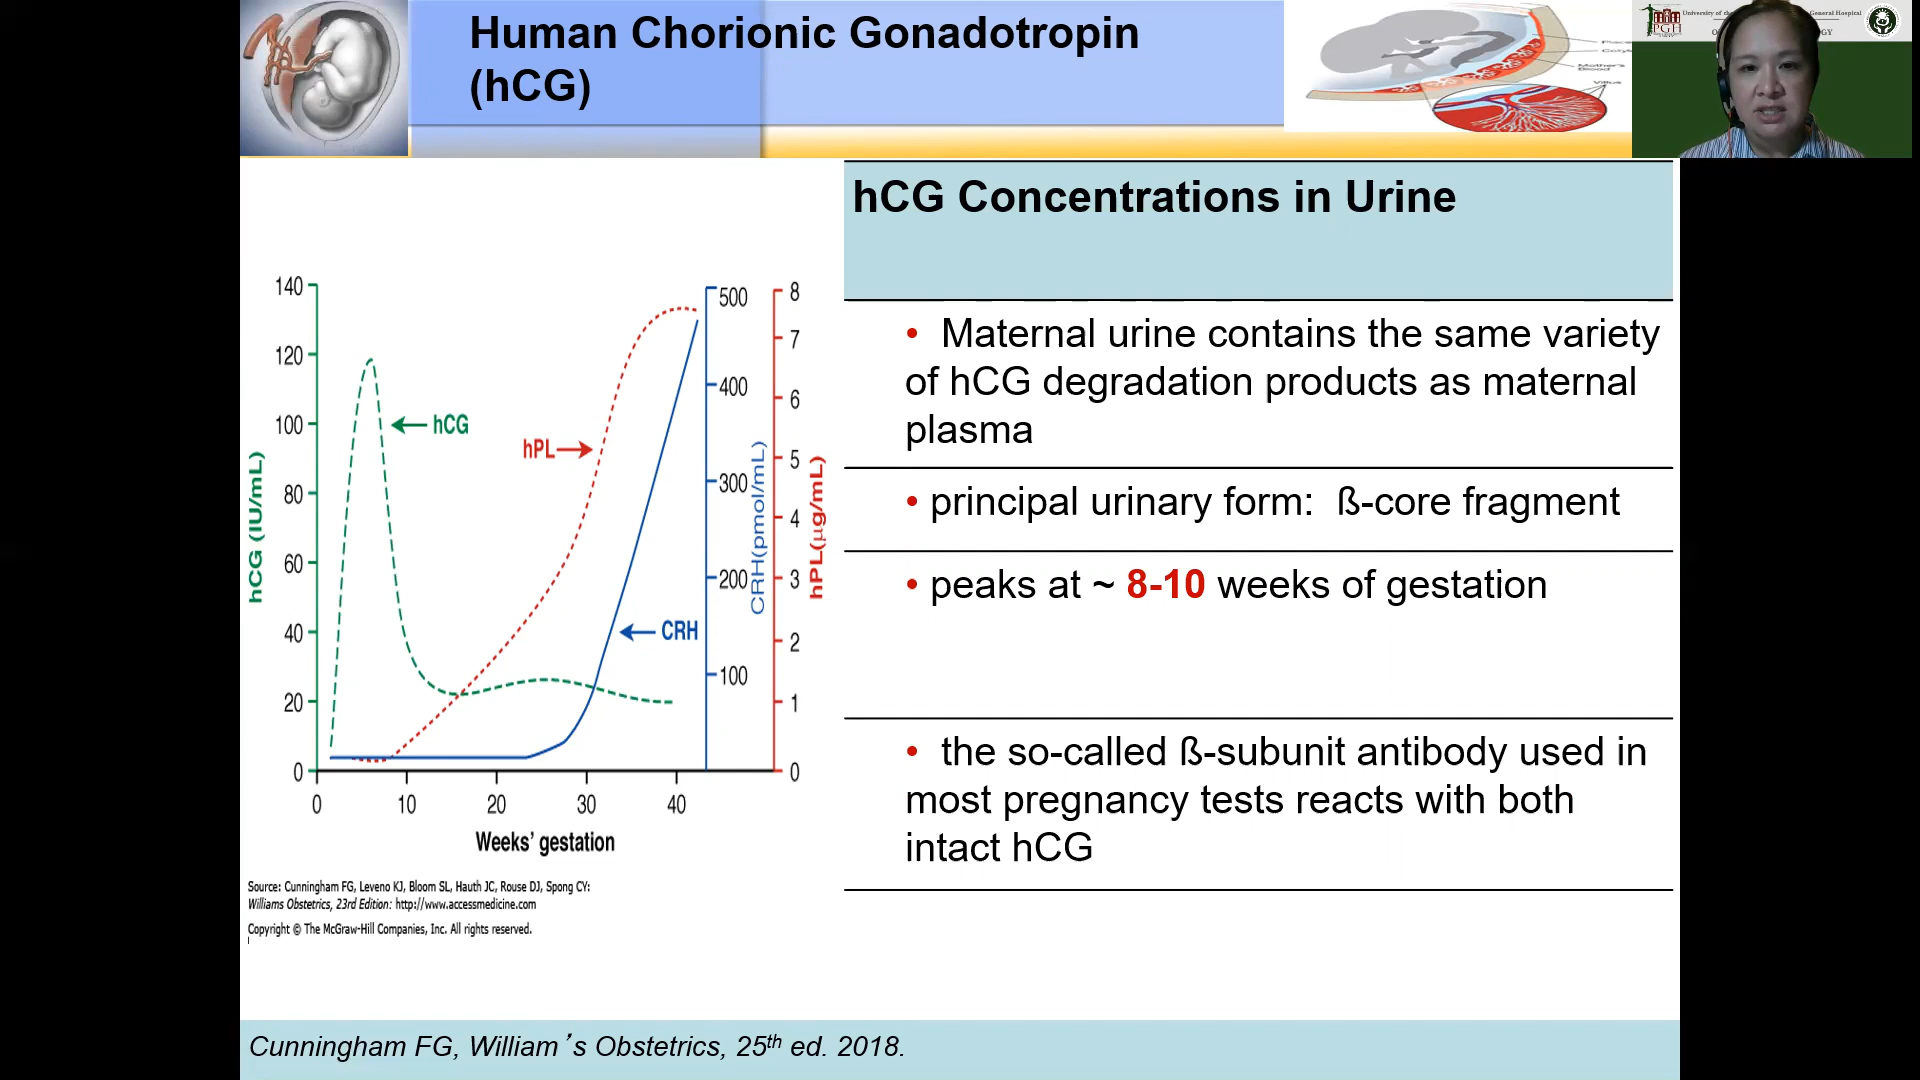 Human Chorionic Gonadotropin
(hCG)
Mother's
Blood
Villus
PGH
General Hospital
hCG Concentrations in Urine
• Maternal urine contains the same variety
of hCG degradation products as maternal
plasma
• principal urinary form: ß-core fragment
• peaks at ~ 8-10 weeks of gestation
• the so-called ß-subunit antibody used in
most pregnancy tests reacts with both
intact hCG
hCG (IU/mL)
140
120
100
80
60
40
20
0
hCG
hPL
CRH
500
400
300
200
100
CRH(pmol/mL)
8
7
6
5
4
3
2
1
0
hPL(µg/mL)
0 10 20 30 40
Weeks' gestation
Source: Cunningham FG, Leveno KJ, Bloom SL, Hauth JC, Rouse DJ, Spong CY:
Williams Obstetrics, 23rd Edition: http://www.accessmedicine.com
Copyright © The McGraw-Hill Companies, Inc. All rights reserved.
Cunningham FG, William's Obstetrics, 25th ed. 2018.